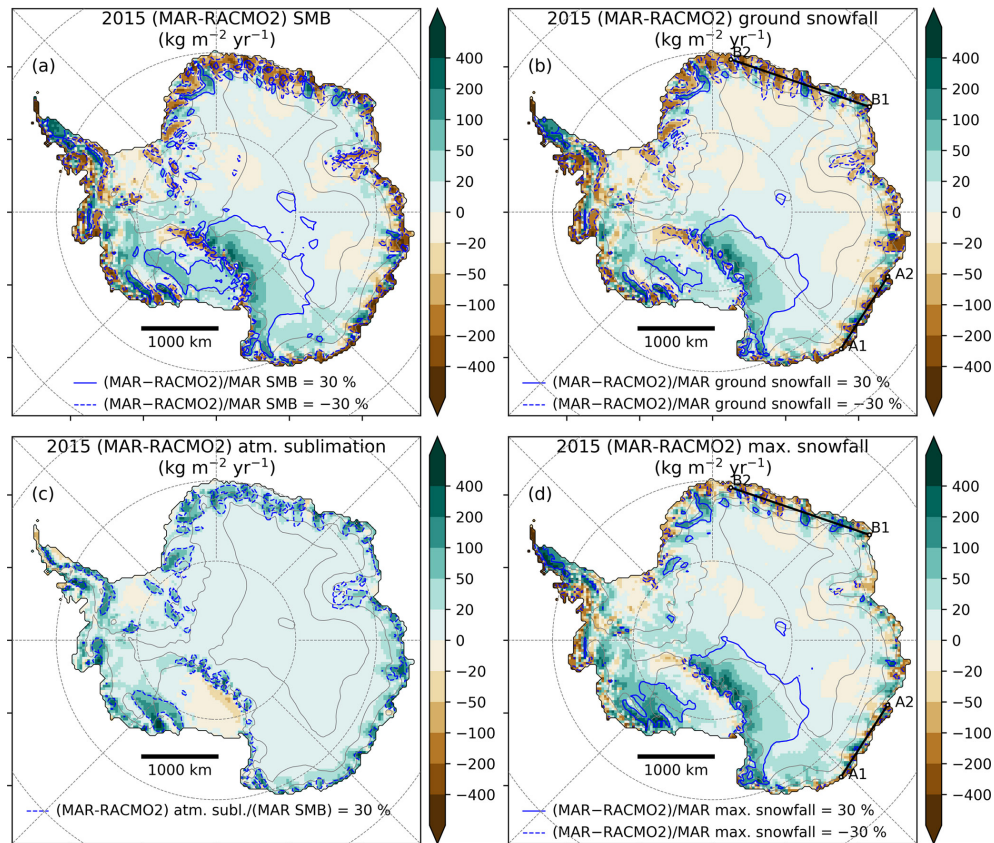 2015 (MAR-RACMO2) SMB
(kg m⁻² yr⁻¹)
(a)
1000 km
(MAR−RACMO2)/MAR SMB = 30 %
(MAR−RACMO2)/MAR SMB = −30 %
400
200
100
50
20
0
−20
−50
−100
−200
−400
2015 (MAR-RACMO2) ground snowfall
(kg m⁻² yr⁻¹)
(b)
B2
B1
A2
A1
1000 km
(MAR−RACMO2)/MAR ground snowfall = 30 %
(MAR−RACMO2)/MAR ground snowfall = −30 %
400
200
100
50
20
0
−20
−50
−100
−200
−400
2015 (MAR-RACMO2) atm. sublimation
(kg m⁻² yr⁻¹)
(c)
1000 km
(MAR-RACMO2) atm. subl./(MAR SMB) = 30 %
400
200
100
50
20
0
−20
−50
−100
−200
−400
2015 (MAR-RACMO2) max. snowfall
(kg m⁻² yr⁻¹)
(d)
B2
B1
A2
A1
1000 km
(MAR−RACMO2)/MAR max. snowfall = 30 %
(MAR−RACMO2)/MAR max. snowfall = −30 %
400
200
100
50
20
0
−20
−50
−100
−200
−400